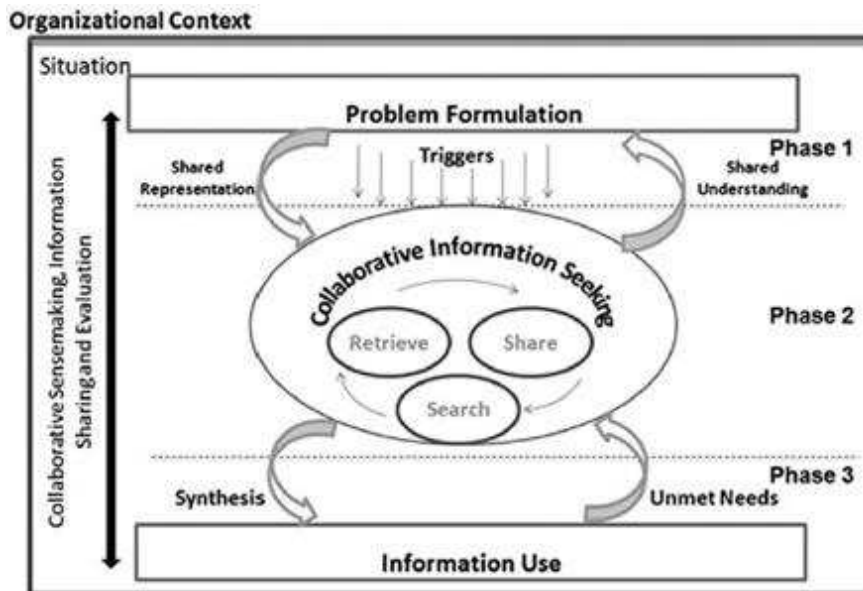 Organizational Context
Situation
Problem Formulation
Phase 1
Triggers
Shared
Representation
Shared
Understanding
Collaborative Sensemaking, Information
Sharing and Evaluation
Collaborative Information Seeking
Phase 2
Retrieve
Share
Search
Phase 3
Synthesis
Unmet Needs
Information Use